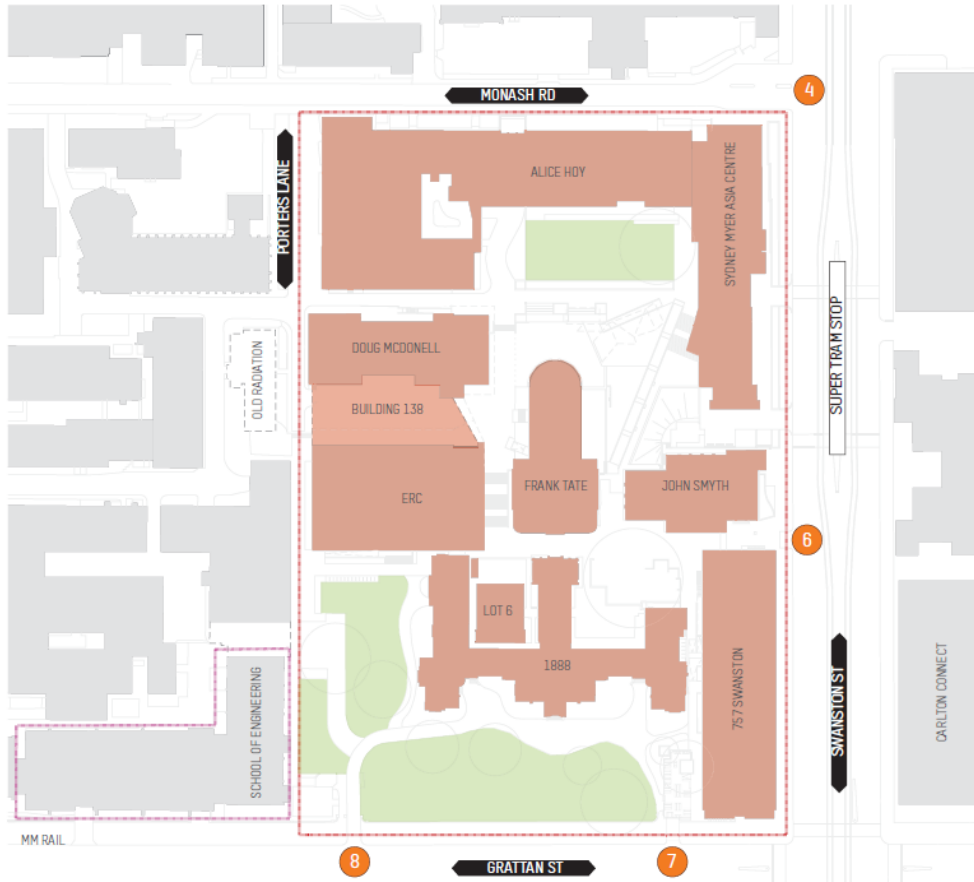 MONASH RD
4
PORTERS LANE
ALICE HOY
SYDNEY MYER ASIA CENTRE
SUPER TRAM STOP
DOUG MCDONELL
OLD RADIATION
BUILDING 138
ERC
FRANK TATE
JOHN SMYTH
6
LOT 6
1888
757 SWANSTON
SWANSTON ST
CARLTON CONNECT
SCHOOL OF ENGINEERING
MM RAIL
8
GRATTAN ST
7